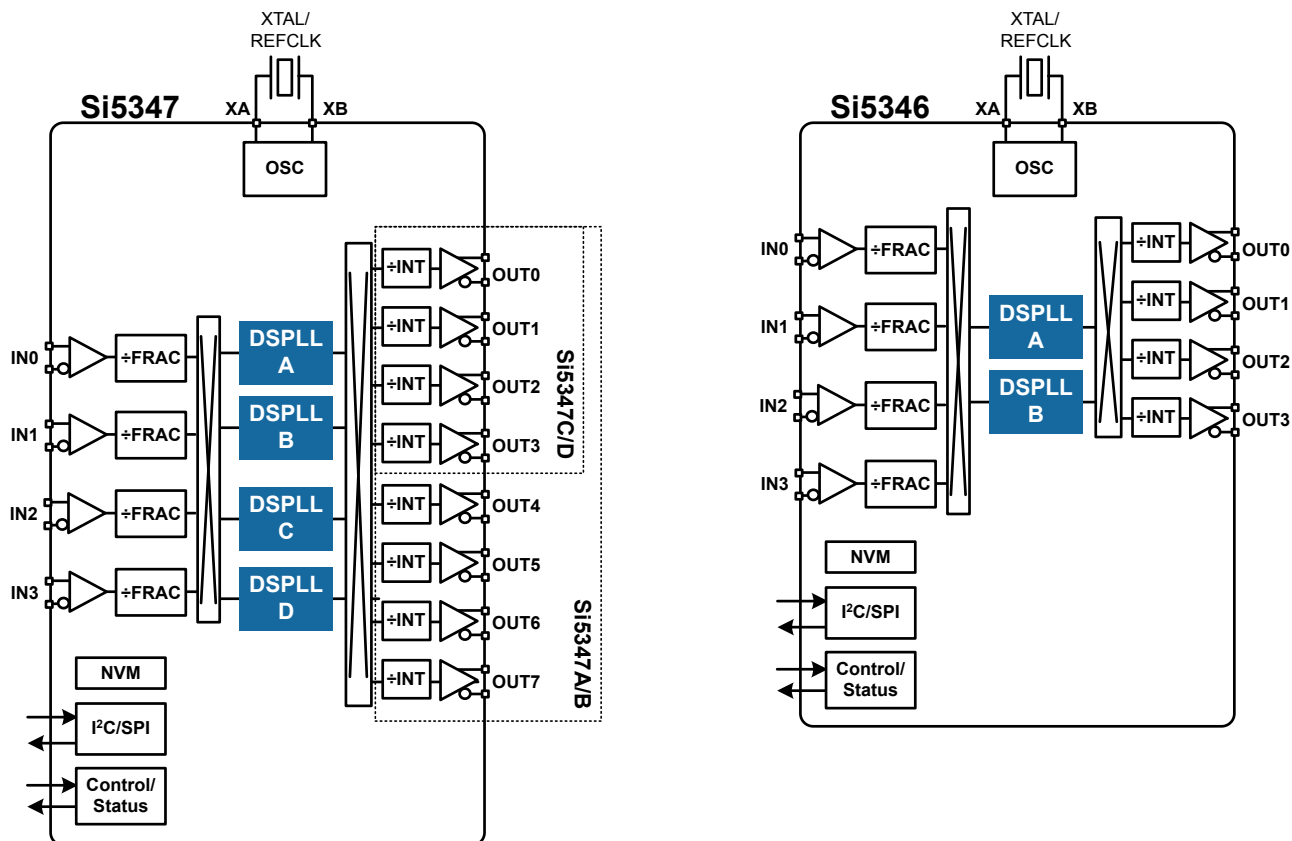 XTAL/
REFCLK
Si5347
XA
XB
OSC
IN0
÷FRAC
IN1
÷FRAC
IN2
÷FRAC
IN3
÷FRAC
DSPLL
A
DSPLL
B
DSPLL
C
DSPLL
D
÷INT
OUT0
÷INT
OUT1
÷INT
OUT2
÷INT
OUT3
÷INT
OUT4
÷INT
OUT5
÷INT
OUT6
÷INT
OUT7
Si5347C/D
Si5347A/B
NVM
I²C/SPI
Control/
Status
XTAL/
REFCLK
Si5346
XA
XB
OSC
IN0
÷FRAC
IN1
÷FRAC
IN2
÷FRAC
IN3
÷FRAC
DSPLL
A
DSPLL
B
÷INT
OUT0
÷INT
OUT1
÷INT
OUT2
÷INT
OUT3
NVM
I²C/SPI
Control/
Status